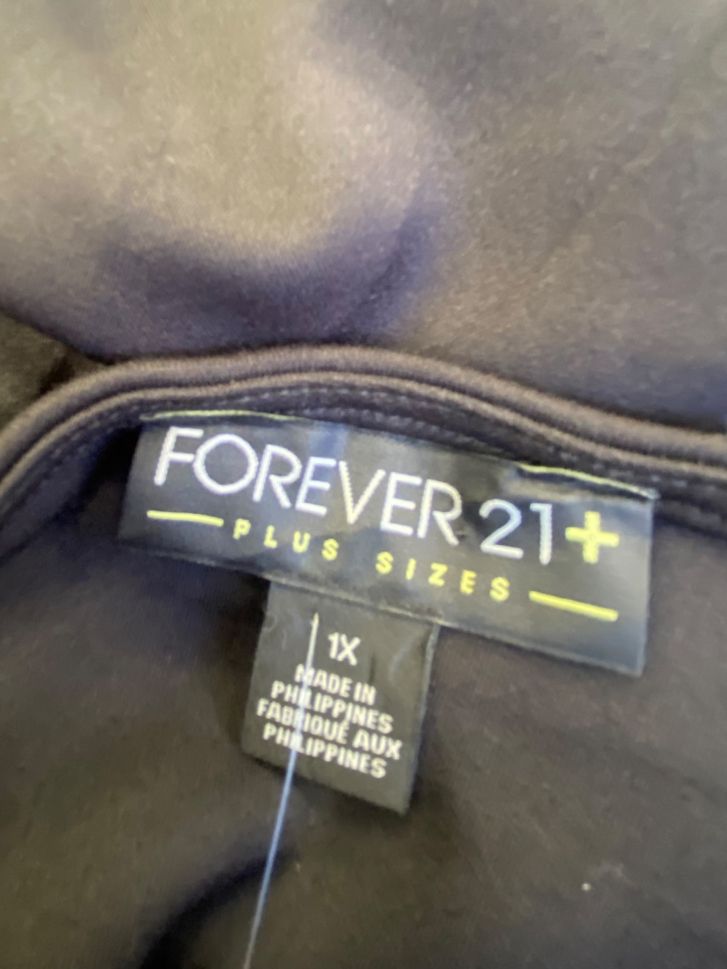 FOREVER 21+
PLUS SIZES
1X
MADE IN
PHILIPPINES
FABRIQUÉ AUX
PHILIPPINES